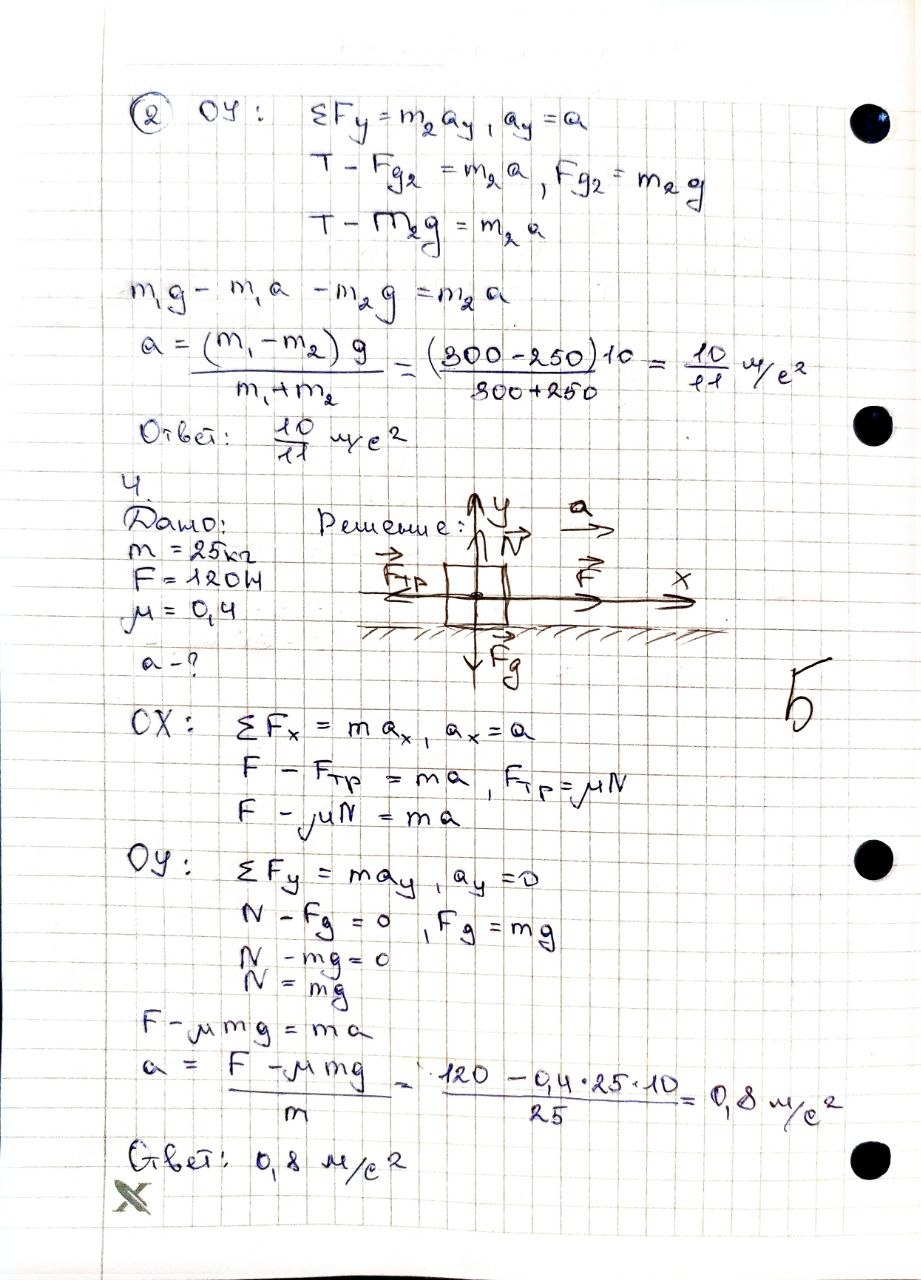 ② OY: ΣFy = m₂ay, ay = a
T - Fg₂ = m₂a, Fg₂ = m₂g
T - m₂g = m₂a
m₁g - m₁a - m₂g = m₂a
a = (m₁ - m₂)g / m₁ + m₂ = (300 - 250)10 / 300 + 250 = 10/11 м/с²
Ответ: 10/11 м/с²
4.
Дано:
m = 25кг
F = 120Н
μ = 0,4
a - ?
Решение:
y
N
a
Fтр
F
x
Fg
Б
OX: ΣFx = max, ax = a
F - Fтр = ma, Fтр = μN
F - μN = ma
OY: ΣFy = may, ay = 0
N - Fg = 0, Fg = mg
N - mg = 0
N = mg
F - μmg = ma
a = F - μmg / m = 120 - 0,4·25·10 / 25 = 0,8 м/с²
Ответ: 0,8 м/с²